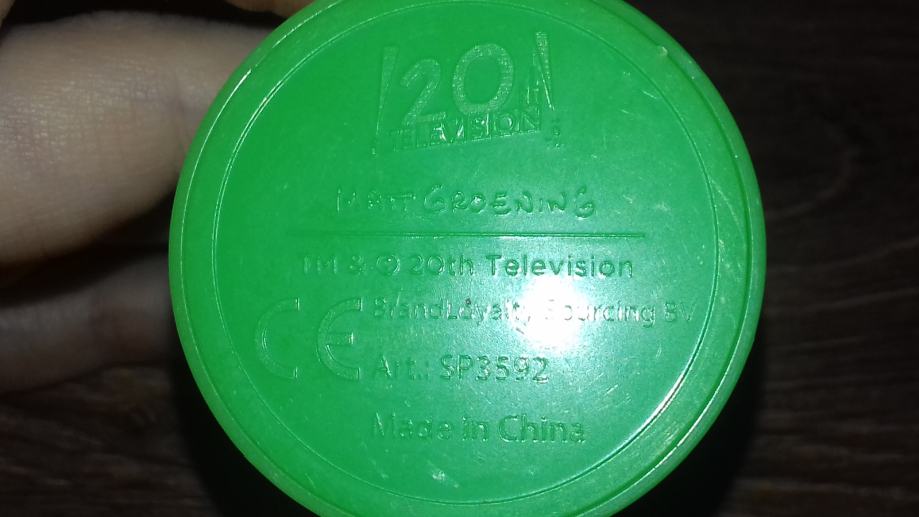 20
TELEVISION
MATT GROENING
TM & © 20th Television
CE BrandLoyalty Sourcing BV
Art.: SP3592
Made in China